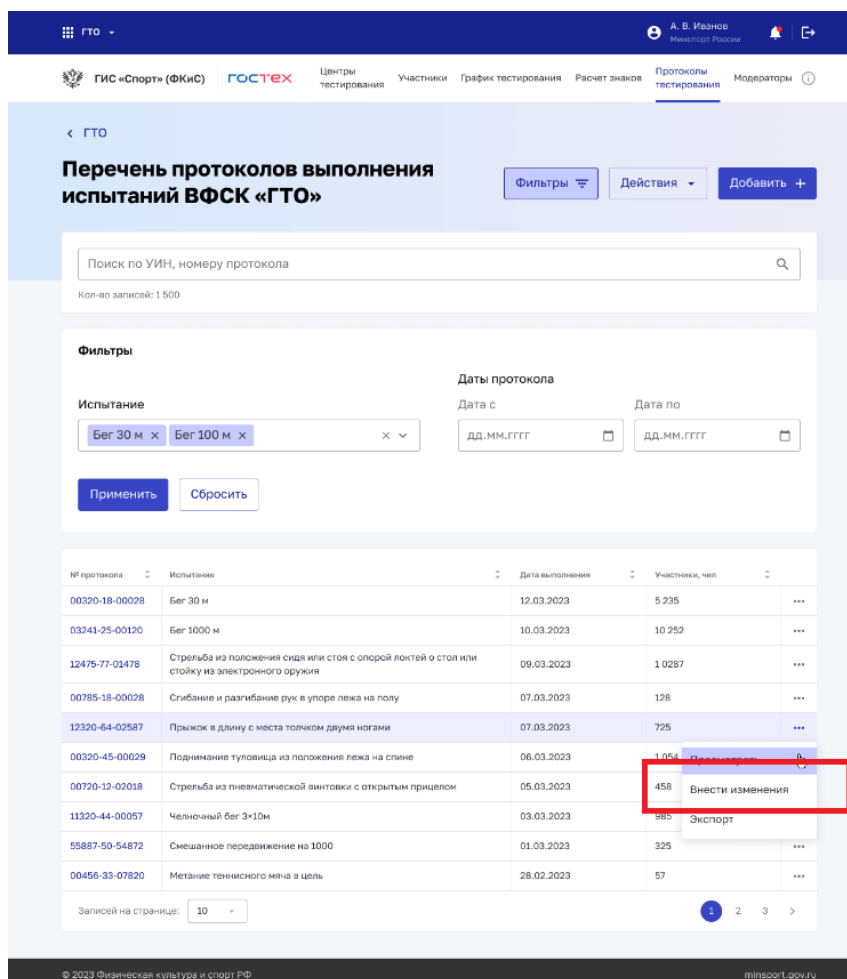 ГТО
А. В. Иванов
Минспорт России
ГИС «Спорт» (ФКиС)
ГОСТЕХ
Центры
тестирования
Участники
График тестирования
Расчет знаков
Протоколы
тестирования
Модераторы
ГТО
Перечень протоколов выполнения
испытаний ВФСК «ГТО»
Фильтры
Действия
Добавить +
Поиск по УИН, номеру протокола
Кол-во записей: 1 500
Фильтры
Даты протокола
Испытание
Дата с
Дата по
Бег 30 м × Бег 100 м ×
дд.мм.гггг
дд.мм.гггг
Применить
Сбросить
№ протокола Испытание Дата выполнения Участники, чел
00320-18-00028 Бег 30 м 12.03.2023 5 235
03241-25-00120 Бег 1000 м 10.03.2023 10 252
12475-77-01478 Стрельба из положения сидя или стоя с опорой локтей о стол или
стойку из электронного оружия 09.03.2023 1 0287
00785-18-00028 Сгибание и разгибание рук в упоре лежа на полу 07.03.2023 128
12320-64-02587 Прыжок в длину с места толчком двумя ногами 07.03.2023 725
00320-45-00029 Поднимание туловища из положения лежа на спине 06.03.2023 1 054
Просмотреть
00720-12-02018 Стрельба из пневматической винтовки с открытым прицелом 05.03.2023 458
Внести изменения
11320-44-00057 Челночный бег 3×10м 03.03.2023 985
Экспорт
55887-50-54872 Смешанное передвижение на 1000 01.03.2023 325
00456-33-07820 Метание теннисного мяча в цель 28.02.2023 57
Записей на странице: 10
1 2 3
© 2023 Физическая культура и спорт РФ
minsport.gov.ru